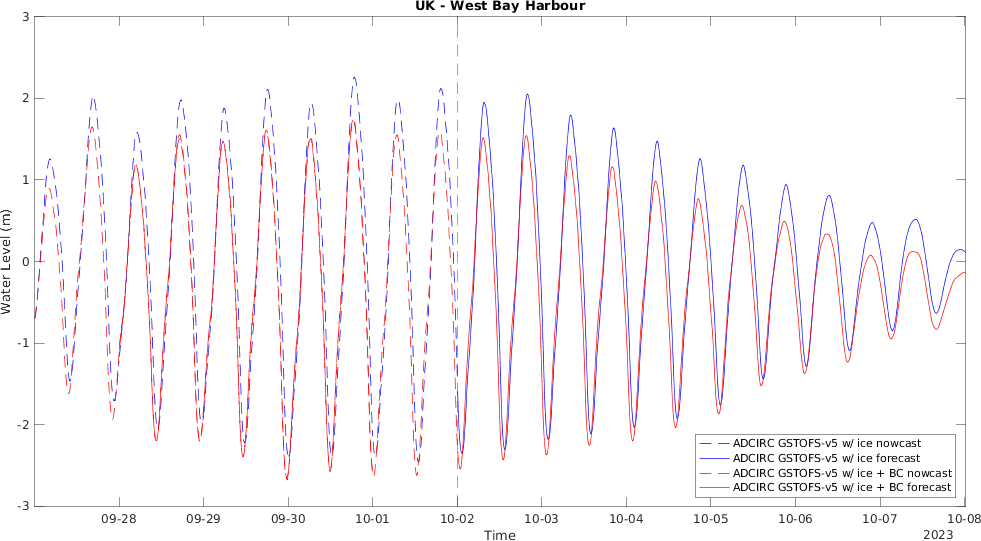 UK - West Bay Harbour
3
2
1
0
-1
-2
-3
Water Level (m)
ADCIRC GSTOFS-v5 w/ ice nowcast
ADCIRC GSTOFS-v5 w/ ice forecast
ADCIRC GSTOFS-v5 w/ ice + BC nowcast
ADCIRC GSTOFS-v5 w/ ice + BC forecast
09-28 09-29 09-30 10-01 10-02 10-03 10-04 10-05 10-06 10-07 10-08
Time
2023